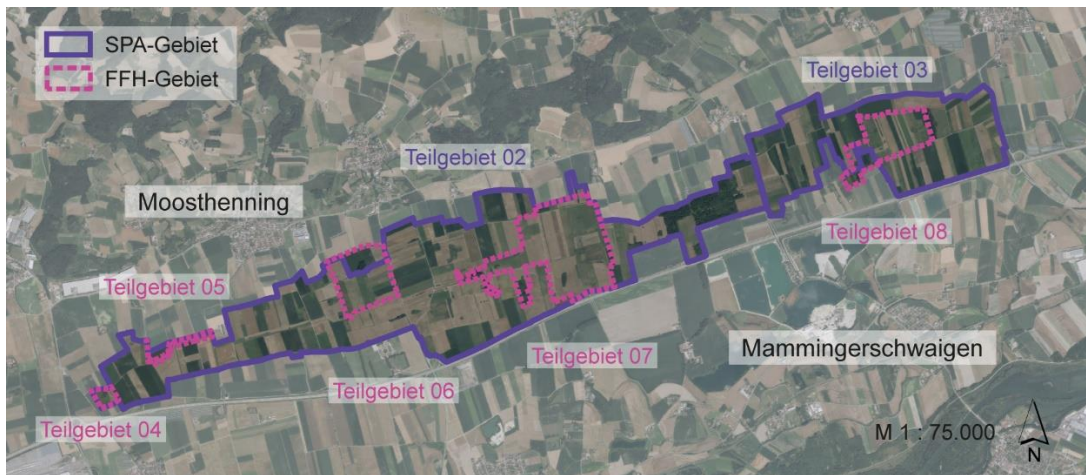 SPA-Gebiet
FFH-Gebiet
Teilgebiet 03
Teilgebiet 02
Moosthenning
Teilgebiet 08
Teilgebiet 05
Mammingerschwaigen
Teilgebiet 07
Teilgebiet 06
Teilgebiet 04
M 1 : 75.000
N